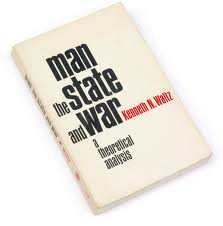 man
the state
and war
Kenneth N. Waltz
a
theoretical
analysis